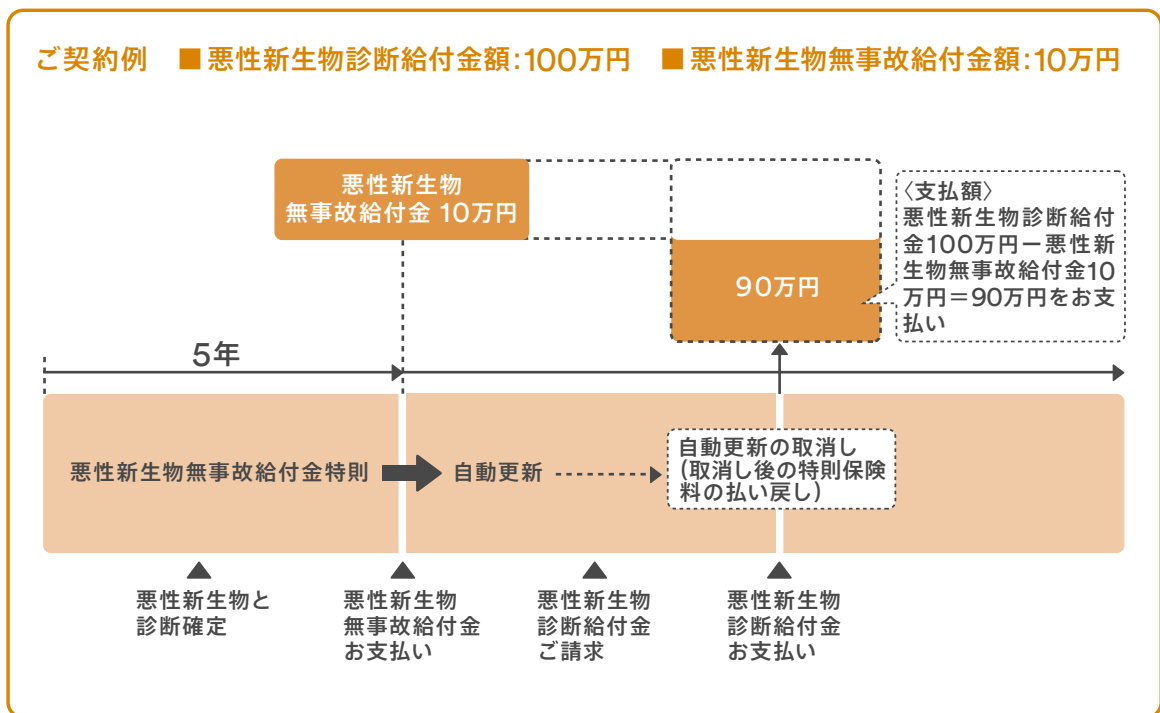 ご契約例 ■悪性新生物診断給付金額:100万円 ■悪性新生物無事故給付金額:10万円
悪性新生物
無事故給付金 10万円
90万円
〈支払額〉
悪性新生物診断給付
金100万円－悪性新
生物無事故給付金10
万円＝90万円をお支
払い
5年
悪性新生物無事故給付金特則
自動更新
自動更新の取消し
(取消し後の特則保険
料の払い戻し)
悪性新生物と
診断確定
悪性新生物
無事故給付金
お支払い
悪性新生物
診断給付金
ご請求
悪性新生物
診断給付金
お支払い